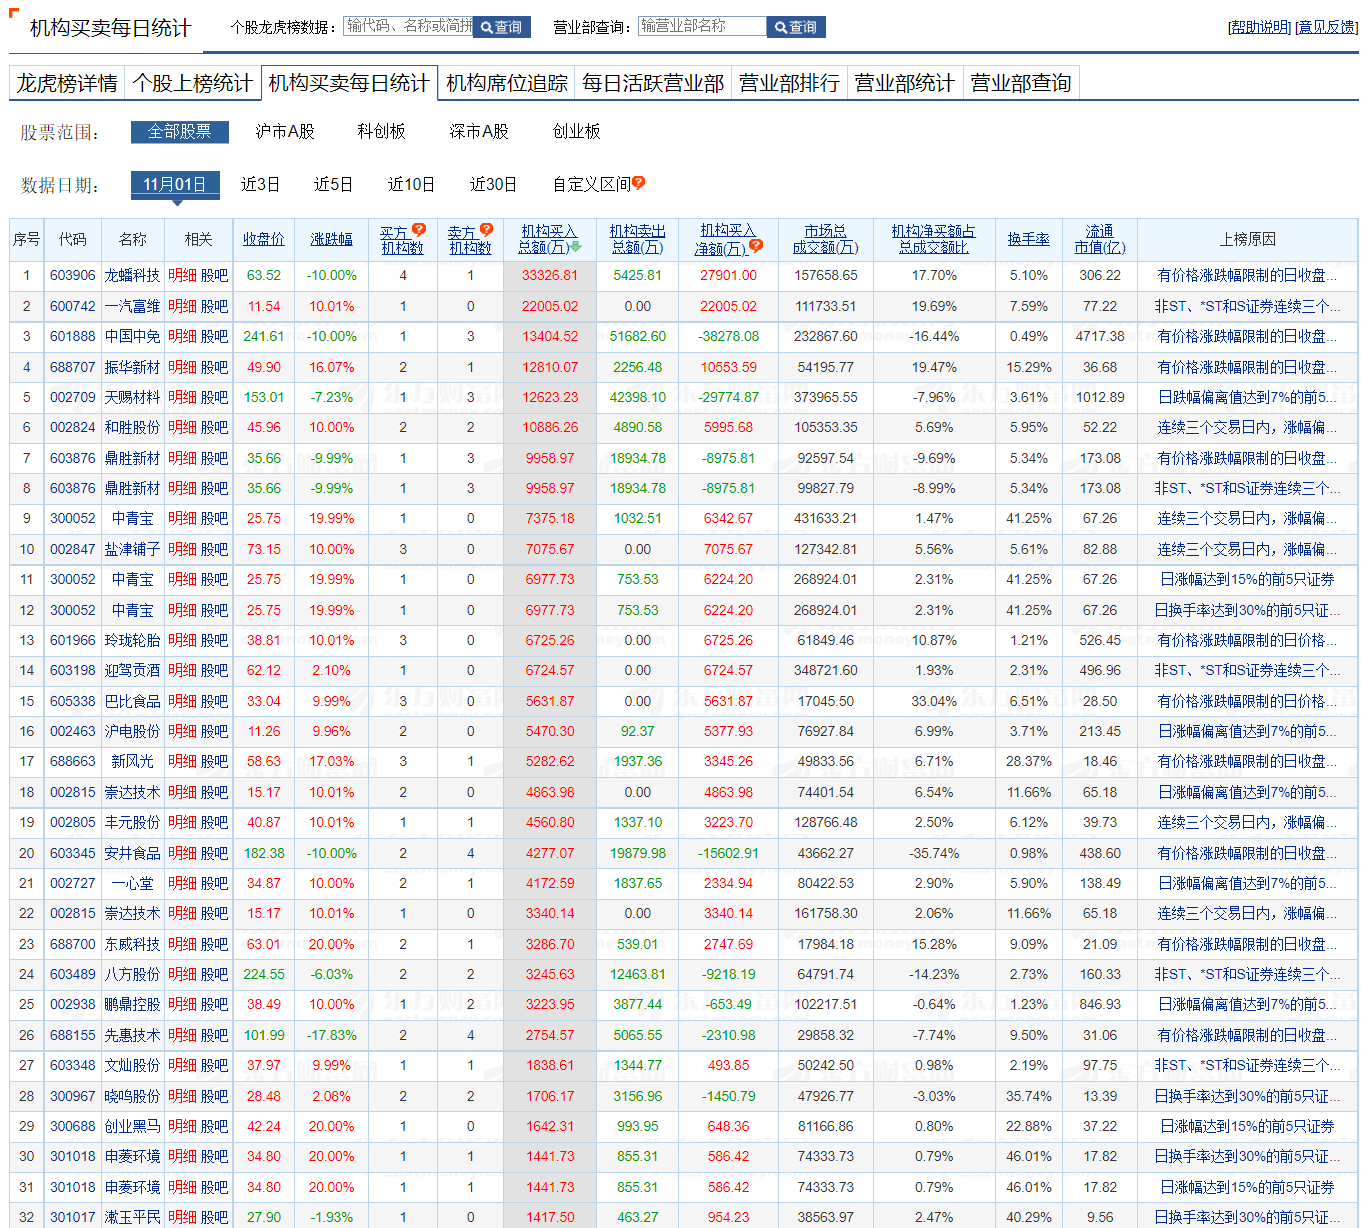 机构买卖每日统计 个股龙虎榜数据： 输代码、名称或简拼 查询 营业部查询： 输营业部名称 查询 [帮助说明] [意见反馈]
龙虎榜详情 个股上榜统计 机构买卖每日统计 机构席位追踪 每日活跃营业部 营业部排行 营业部统计 营业部查询
股票范围： 全部股票 沪市A股 科创板 深市A股 创业板
数据日期： 11月01日 近3日 近5日 近10日 近30日 自定义区间?
序号 代码 名称 相关 收盘价 涨跌幅 买方?机构数 卖方?机构数 机构买入总额(万) 机构卖出总额(万) 机构买入净额(万)? 市场总成交额(万) 机构净买额占总成交额比 换手率 流通市值(亿) 上榜原因
1 603906 龙蟠科技 明细 股吧 63.52 -10.00% 4 1 33326.81 5425.81 27901.00 157658.65 17.70% 5.10% 306.22 有价格涨跌幅限制的日收盘...
2 600742 一汽富维 明细 股吧 11.54 10.01% 1 0 22005.02 0.00 22005.02 111733.51 19.69% 7.59% 77.22 非ST、*ST和S证券连续三个...
3 601888 中国中免 明细 股吧 241.61 -10.00% 1 3 13404.52 51682.60 -38278.08 232867.60 -16.44% 0.49% 4717.38 有价格涨跌幅限制的日收盘...
4 688707 振华新材 明细 股吧 49.90 16.07% 2 1 12810.07 2256.48 10553.59 54195.77 19.47% 15.29% 36.68 有价格涨跌幅限制的日收盘...
5 002709 天赐材料 明细 股吧 153.01 -7.23% 1 3 12623.23 42398.10 -29774.87 373965.55 -7.96% 3.61% 1012.89 日跌幅偏离值达到7%的前5...
6 002824 和胜股份 明细 股吧 45.96 10.00% 2 2 10886.26 4890.58 5995.68 105353.35 5.69% 5.95% 52.22 连续三个交易日内，涨幅偏...
7 603876 鼎胜新材 明细 股吧 35.66 -9.99% 1 3 9958.97 18934.78 -8975.81 92597.54 -9.69% 5.34% 173.08 有价格涨跌幅限制的日收盘...
8 603876 鼎胜新材 明细 股吧 35.66 -9.99% 1 3 9958.97 18934.78 -8975.81 99827.79 -8.99% 5.34% 173.08 非ST、*ST和S证券连续三个...
9 300052 中青宝 明细 股吧 25.75 19.99% 1 0 7375.18 1032.51 6342.67 431633.21 1.47% 41.25% 67.26 连续三个交易日内，涨幅偏...
10 002847 盐津铺子 明细 股吧 73.15 10.00% 3 0 7075.67 0.00 7075.67 127342.81 5.56% 5.61% 82.88 连续三个交易日内，涨幅偏...
11 300052 中青宝 明细 股吧 25.75 19.99% 1 0 6977.73 753.53 6224.20 268924.01 2.31% 41.25% 67.26 日涨幅达到15%的前5只证券
12 300052 中青宝 明细 股吧 25.75 19.99% 1 0 6977.73 753.53 6224.20 268924.01 2.31% 41.25% 67.26 日换手率达到30%的前5只证...
13 601966 玲珑轮胎 明细 股吧 38.81 10.01% 3 0 6725.26 0.00 6725.26 61849.46 10.87% 1.21% 526.45 有价格涨跌幅限制的日价格...
14 603198 迎驾贡酒 明细 股吧 62.12 2.10% 1 0 6724.57 0.00 6724.57 348721.60 1.93% 2.31% 496.96 非ST、*ST和S证券连续三个...
15 605338 巴比食品 明细 股吧 33.04 9.99% 3 0 5631.87 0.00 5631.87 17045.50 33.04% 6.51% 28.50 有价格涨跌幅限制的日价格...
16 002463 沪电股份 明细 股吧 11.26 9.96% 2 0 5470.30 92.37 5377.93 76927.84 6.99% 3.71% 213.45 日涨幅偏离值达到7%的前5...
17 688663 新风光 明细 股吧 58.63 17.03% 3 1 5282.62 1937.36 3345.26 49833.56 6.71% 28.37% 18.46 有价格涨跌幅限制的日收盘...
18 002815 崇达技术 明细 股吧 15.17 10.01% 2 0 4863.98 0.00 4863.98 74401.54 6.54% 11.66% 65.18 日涨幅偏离值达到7%的前5...
19 002805 丰元股份 明细 股吧 40.87 10.01% 1 1 4560.80 1337.10 3223.70 128766.48 2.50% 6.12% 39.73 连续三个交易日内，涨幅偏...
20 603345 安井食品 明细 股吧 182.38 -10.00% 2 4 4277.07 19879.98 -15602.91 43662.27 -35.74% 0.98% 438.60 有价格涨跌幅限制的日收盘...
21 002727 一心堂 明细 股吧 34.87 10.00% 2 1 4172.59 1837.65 2334.94 80422.53 2.90% 5.90% 138.49 日涨幅偏离值达到7%的前5...
22 002815 崇达技术 明细 股吧 15.17 10.01% 1 0 3340.14 0.00 3340.14 161758.30 2.06% 11.66% 65.18 连续三个交易日内，涨幅偏...
23 688700 东威科技 明细 股吧 63.01 20.00% 2 1 3286.70 539.01 2747.69 17984.18 15.28% 9.09% 21.09 有价格涨跌幅限制的日收盘...
24 603489 八方股份 明细 股吧 224.55 -6.03% 2 2 3245.63 12463.81 -9218.19 64791.74 -14.23% 2.73% 160.33 非ST、*ST和S证券连续三个...
25 002938 鹏鼎控股 明细 股吧 38.49 10.00% 1 2 3223.95 3877.44 -653.49 102217.51 -0.64% 1.23% 846.93 日涨幅偏离值达到7%的前5...
26 688155 先惠技术 明细 股吧 101.99 -17.83% 2 4 2754.57 5065.55 -2310.98 29858.32 -7.74% 9.50% 31.06 有价格涨跌幅限制的日收盘...
27 603348 文灿股份 明细 股吧 37.97 9.99% 1 1 1838.61 1344.77 493.85 50242.50 0.98% 2.19% 97.75 非ST、*ST和S证券连续三个...
28 300967 晓鸣股份 明细 股吧 28.48 2.08% 2 2 1706.17 3156.96 -1450.79 47926.77 -3.03% 35.74% 13.39 日换手率达到30%的前5只证...
29 300688 创业黑马 明细 股吧 42.24 20.00% 1 0 1642.31 993.95 648.36 81166.86 0.80% 22.88% 37.22 日涨幅达到15%的前5只证券
30 301018 申菱环境 明细 股吧 34.80 20.00% 1 1 1441.73 855.31 586.42 74333.73 0.79% 46.01% 17.82 日换手率达到30%的前5只证...
31 301018 申菱环境 明细 股吧 34.80 20.00% 1 1 1441.73 855.31 586.42 74333.73 0.79% 46.01% 17.82 日涨幅达到15%的前5只证券
32 301017 漱玉平民 明细 股吧 27.90 -1.93% 1 0 1417.50 463.27 954.23 38563.97 2.47% 40.29% 9.56 日换手率达到30%的前5只证...